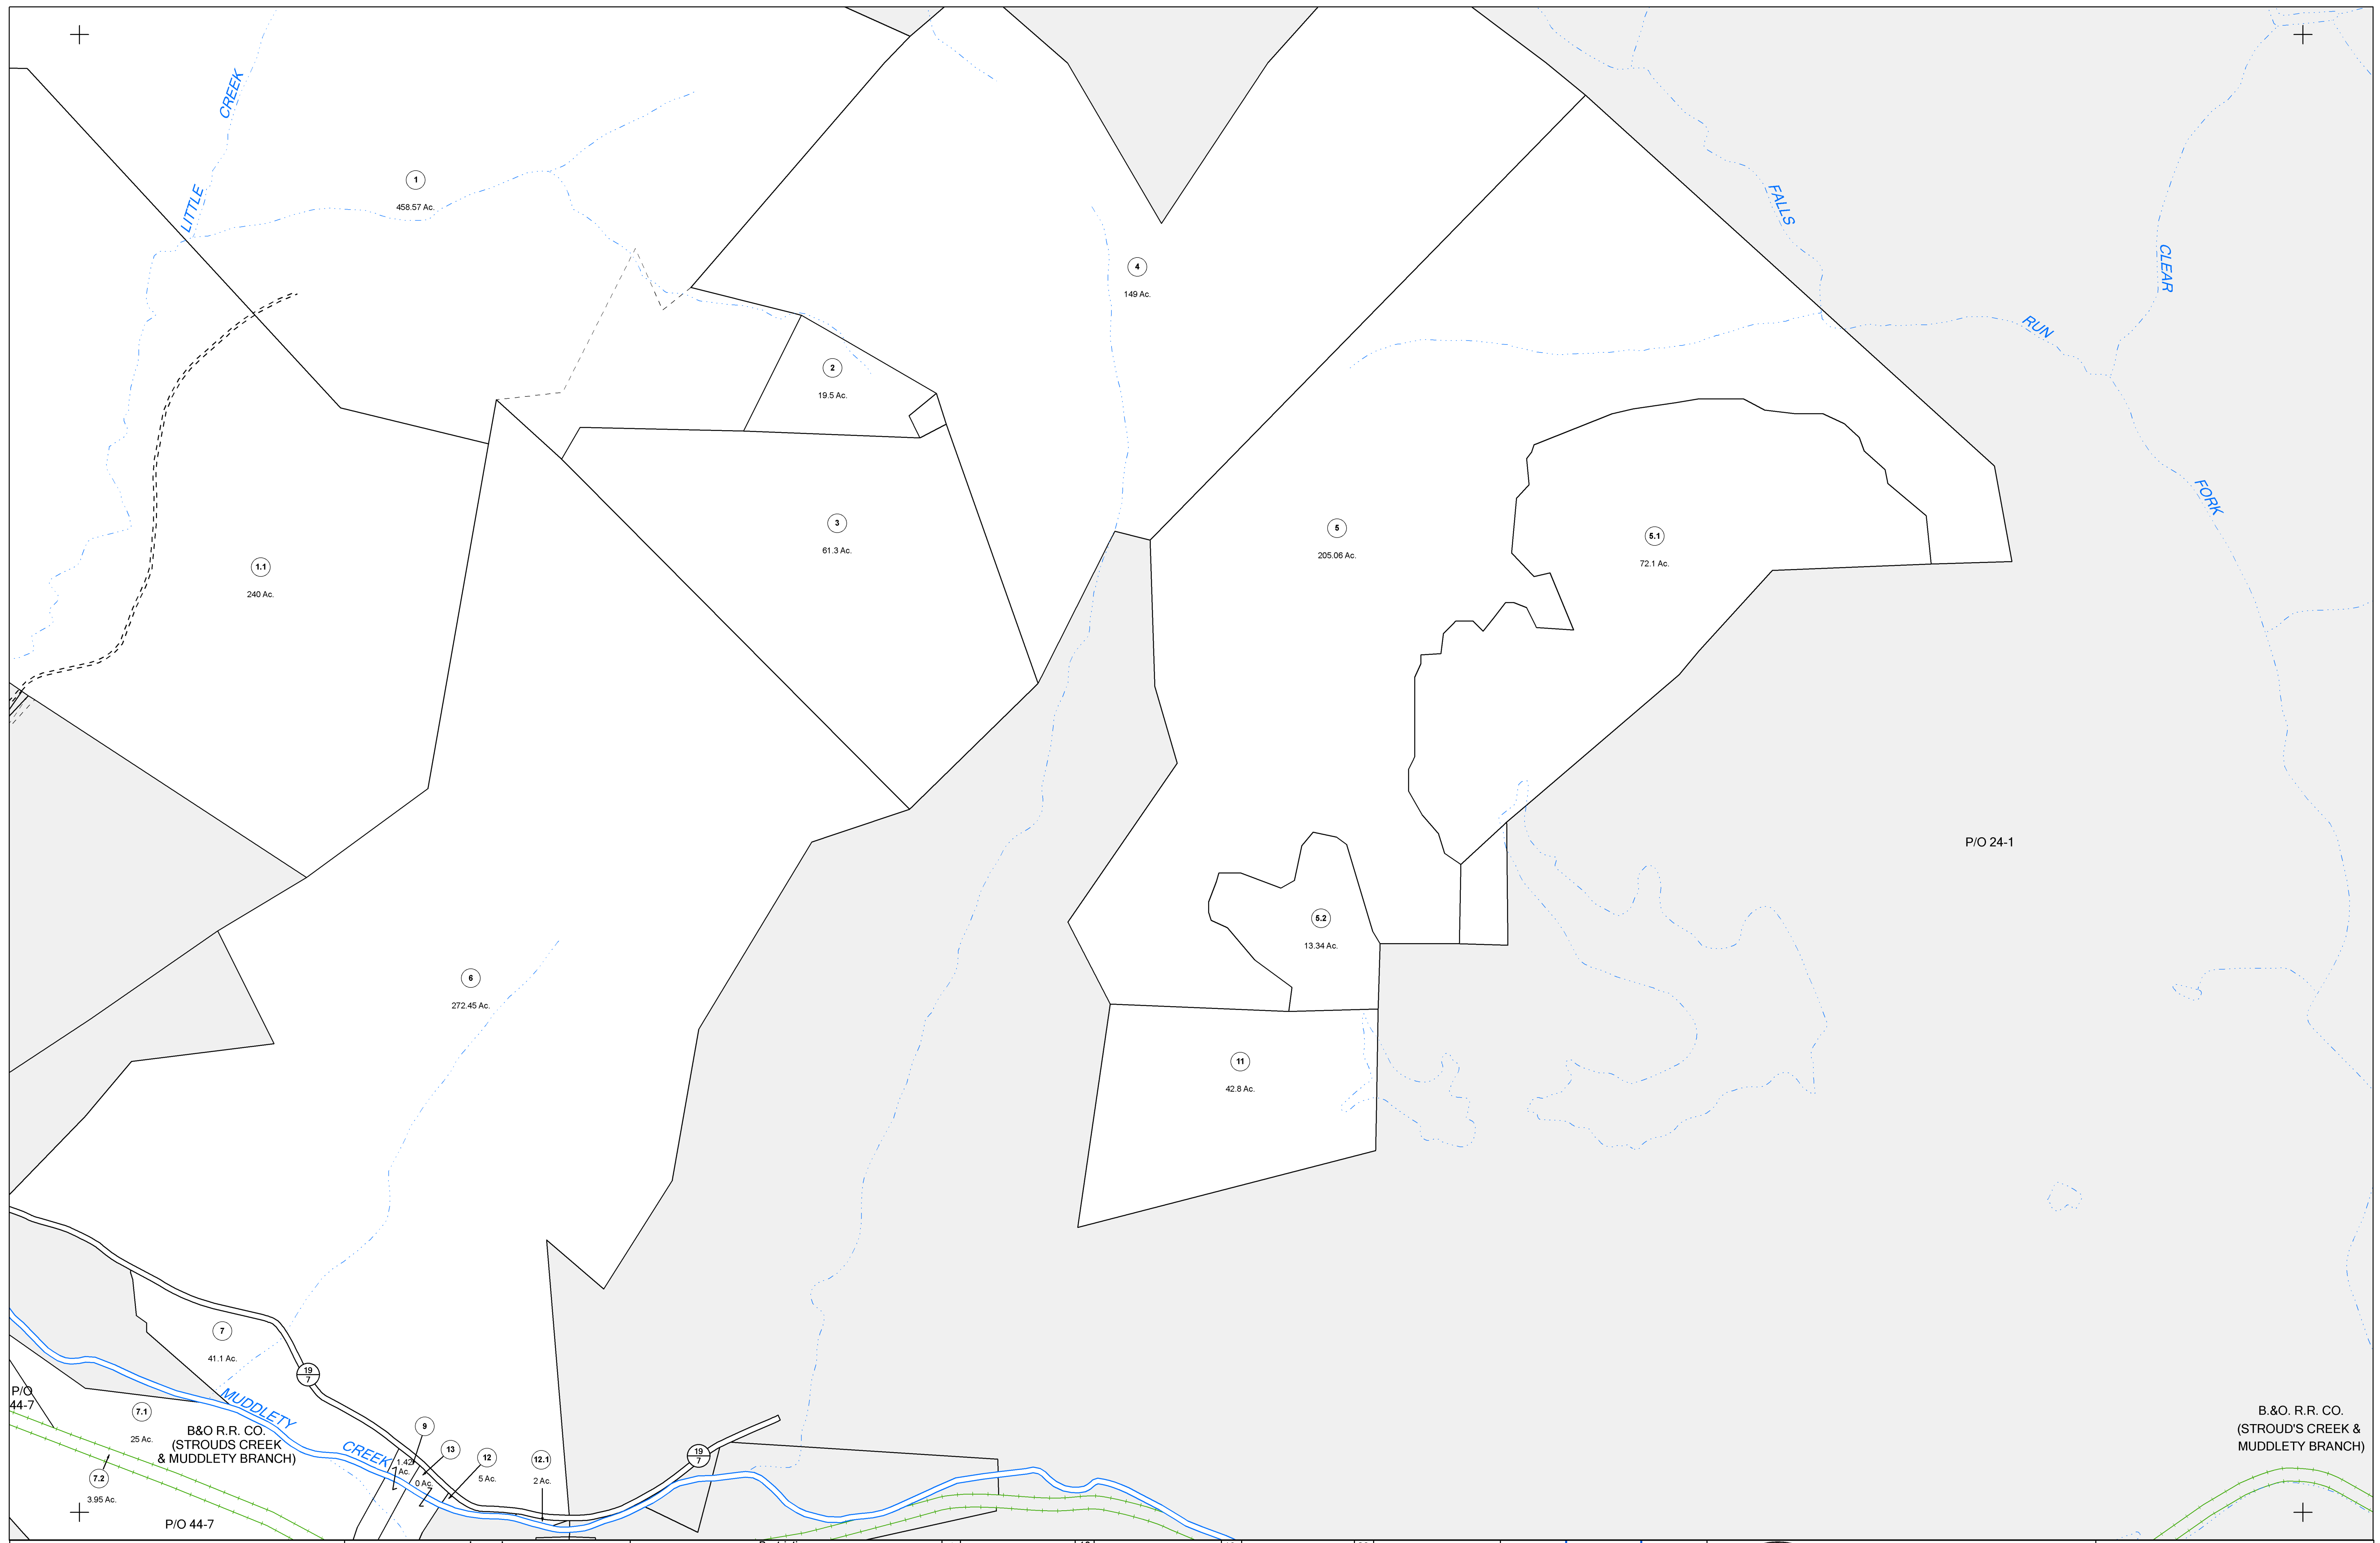 CREEK
LITTLE
1
458.57 Ac.
FALLS
CLEAR
4
149 Ac.
RUN
2
19.5 Ac.
FORK
3
61.3 Ac.
5
205.06 Ac.
5.1
72.1 Ac.
1.1
240 Ac.
P/O 24-1
5.2
13.34 Ac.
6
272.45 Ac.
11
42.8 Ac.
7
41.1 Ac.
19
7
P/O
44-7
MUDDLETY
CREEK
7.1
25 Ac.
B&O R.R. CO.
(STROUDS CREEK
& MUDDLETY BRANCH)
9
1.42
Ac.
13
0 Ac.
12
5 Ac.
12.1
2 Ac.
19
7
B.&O. R.R. CO.
(STROUD'S CREEK &
MUDDLETY BRANCH)
7.2
3.95 Ac.
P/O 44-7